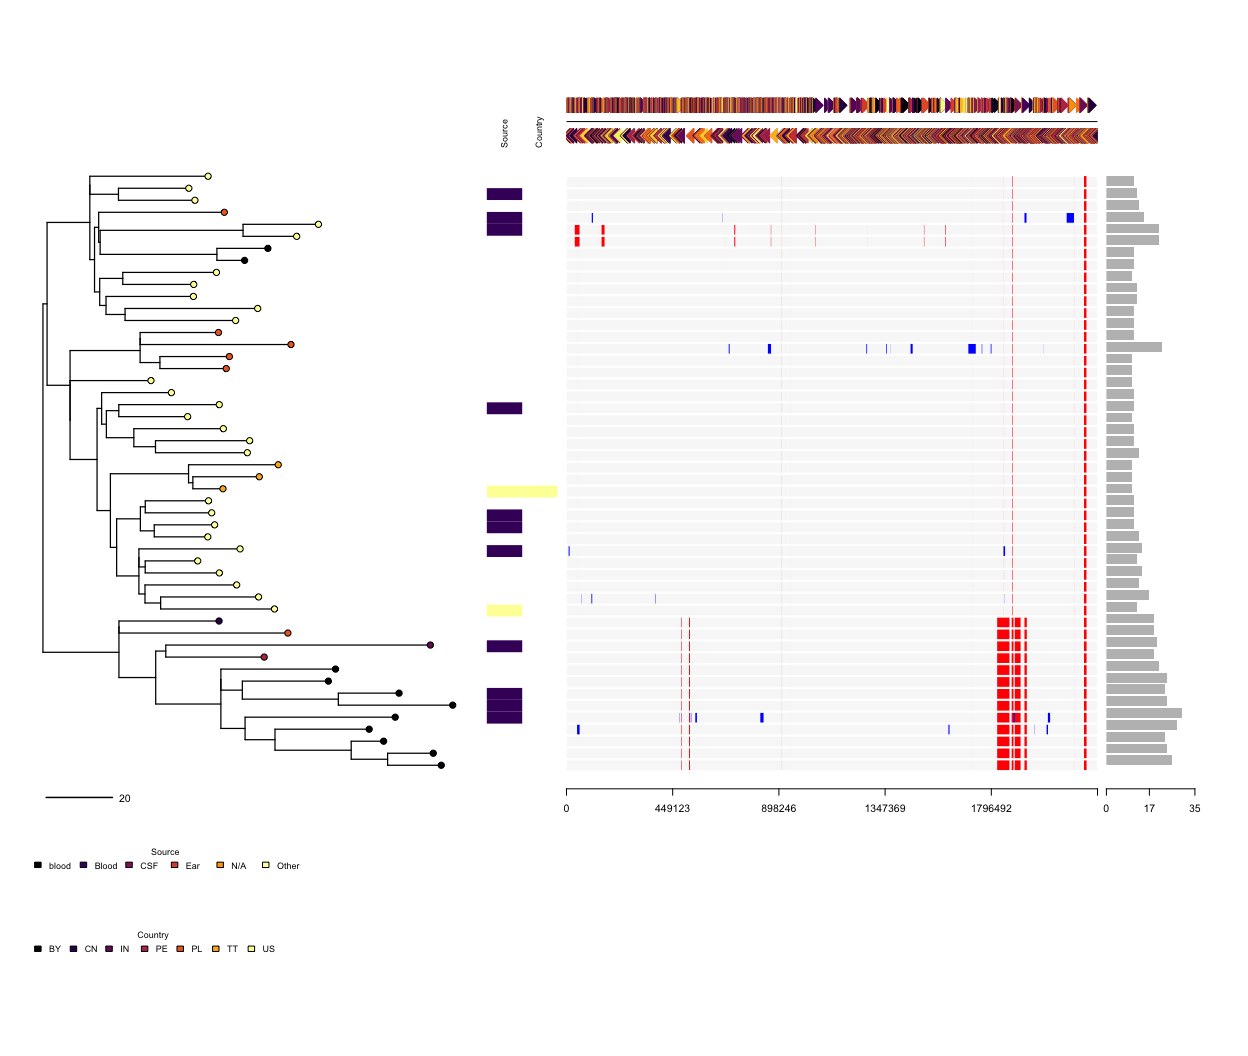 Source
Country
20
0 449123 898246 1347369 1796492
0 17 35
Source
blood Blood CSF Ear N/A Other
Country
BY CN IN PE PL TT US